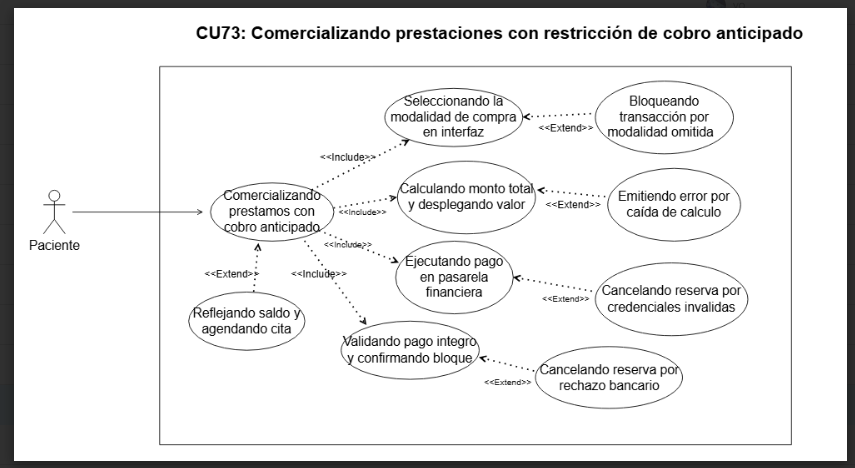 CU73: Comercializando prestaciones con restricción de cobro anticipado
Seleccionando la
modalidad de compra
en interfaz
Bloqueando
transacción por
modalidad omitida
<<Extend>>
<<Include>>
Comercializando
prestamos con
cobro anticipado
Calculando monto total
y desplegando valor
Emitiendo error por
caída de calculo
<<Include>>
<<Extend>>
Paciente
<<Include>>
Ejecutando pago
en pasarela
financiera
<<Extend>>
<<Include>>
Cancelando reserva por
credenciales invalidas
<<Extend>>
Reflejando saldo y
agendando cita
Validando pago integro
y confirmando bloque
Cancelando reserva por
rechazo bancario
<<Extend>>